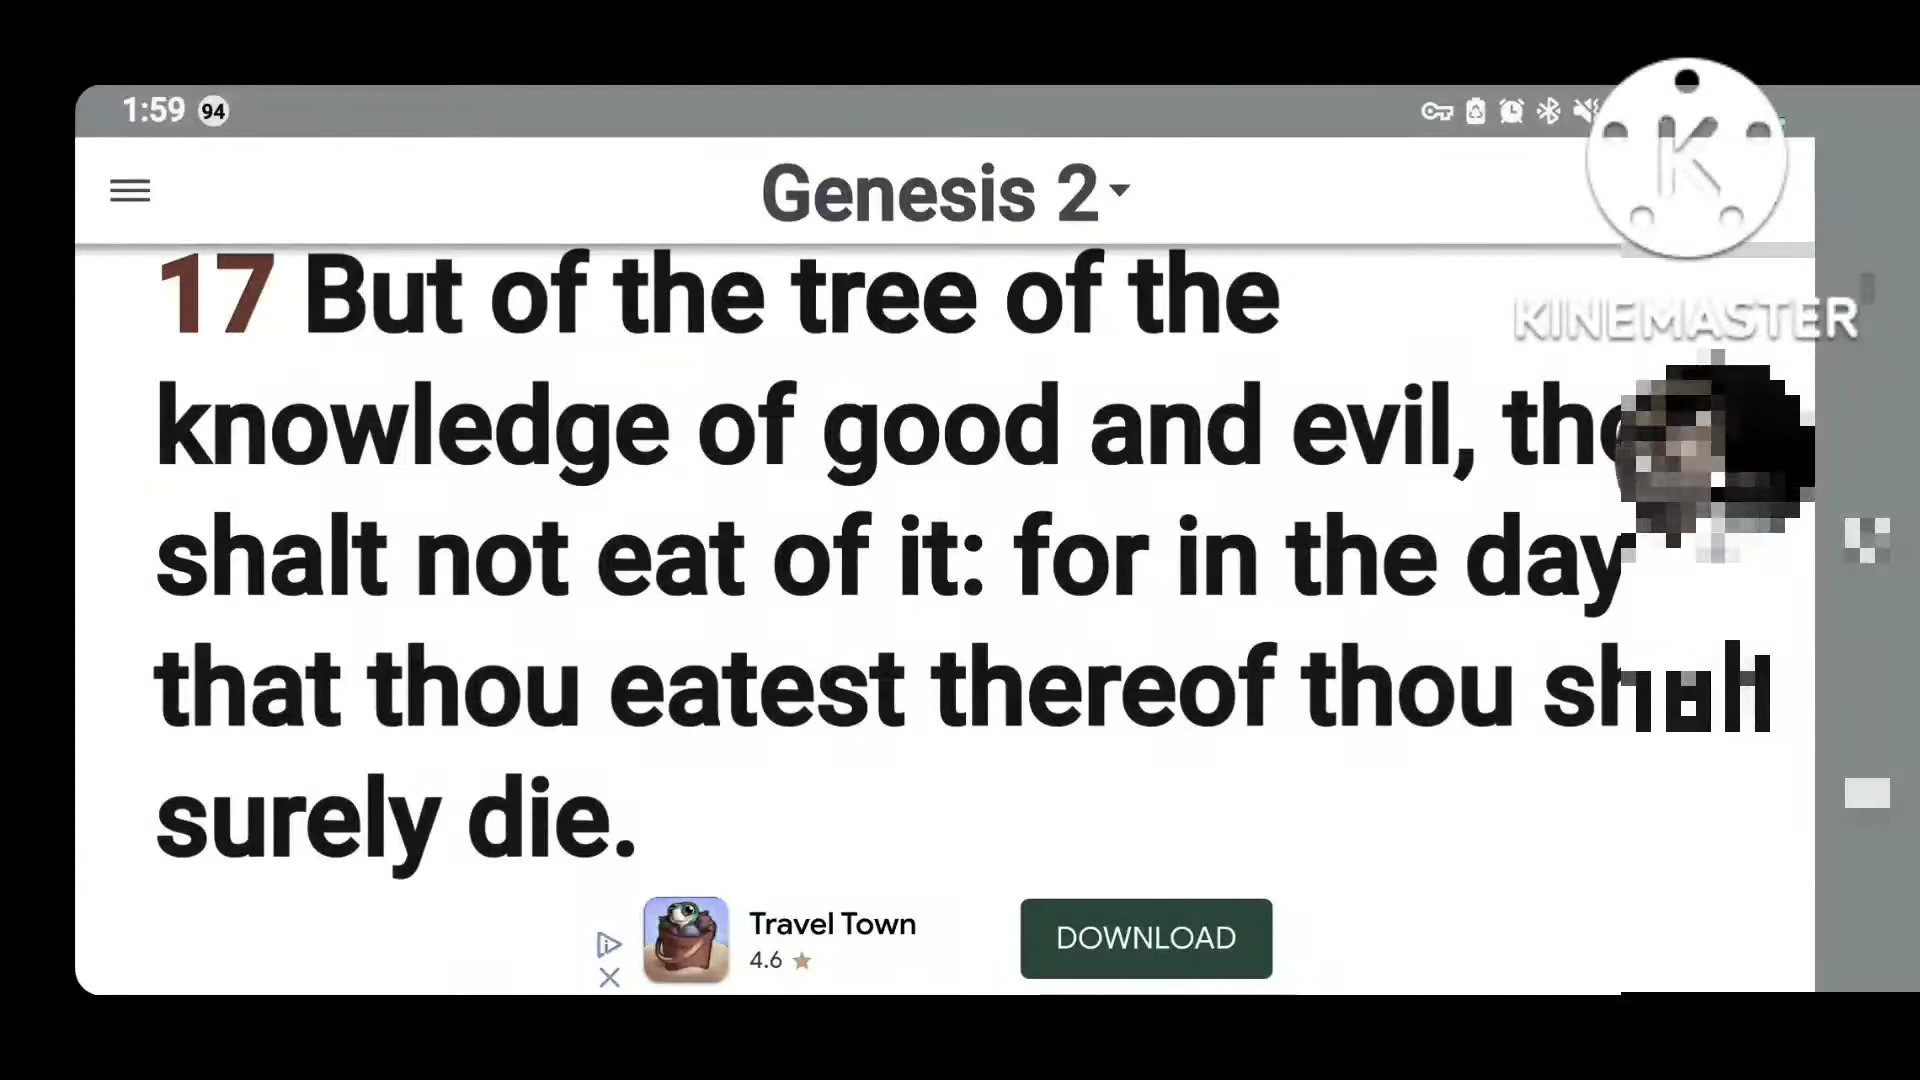 1:59 94
Genesis 2
17 But of the tree of the
knowledge of good and evil,
shalt not eat of it: for in the day
that thou eatest thereof thou
surely die.
Travel Town
4.6
DOWNLOAD
K
KINEMASTER